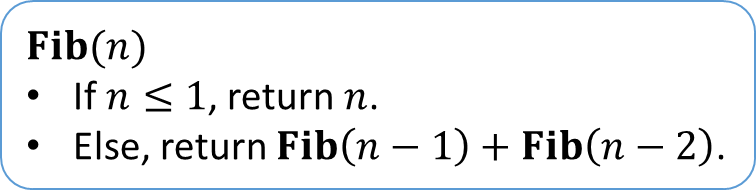 Fib(n)
• If n ≤ 1, return n.
• Else, return Fib(n − 1) + Fib(n − 2).